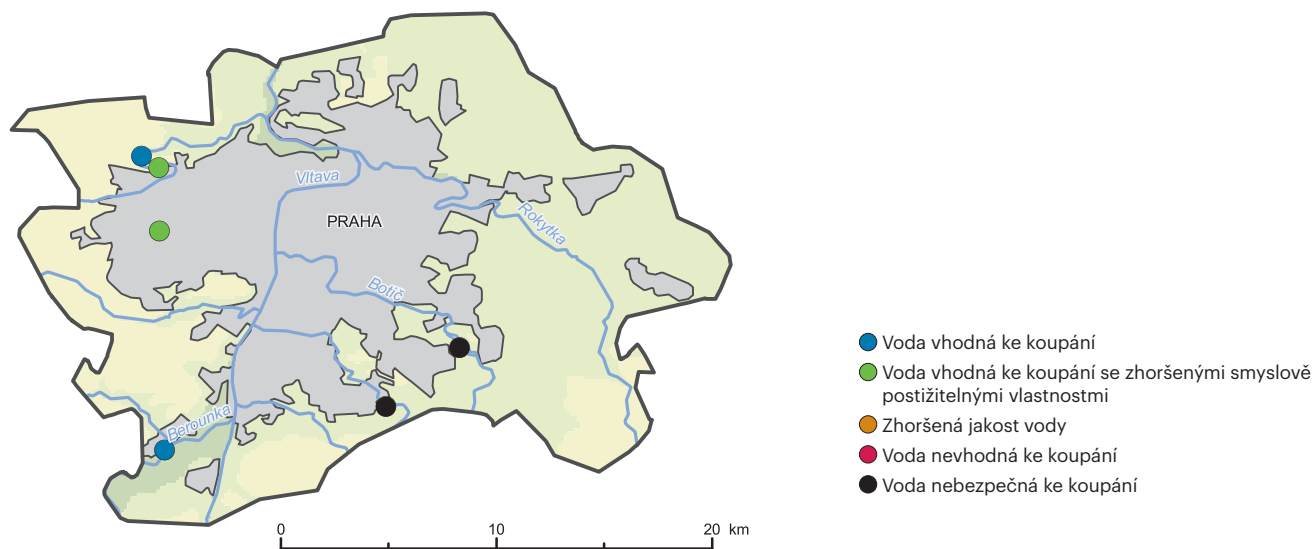 Vltava
PRAHA
Rokytka
Botič
Berounka
Voda vhodná ke koupání
Voda vhodná ke koupání se zhoršenými smyslově
postižitelnými vlastnostmi
Zhoršená jakost vody
Voda nevhodná ke koupání
Voda nebezpečná ke koupání
0 10 20 km